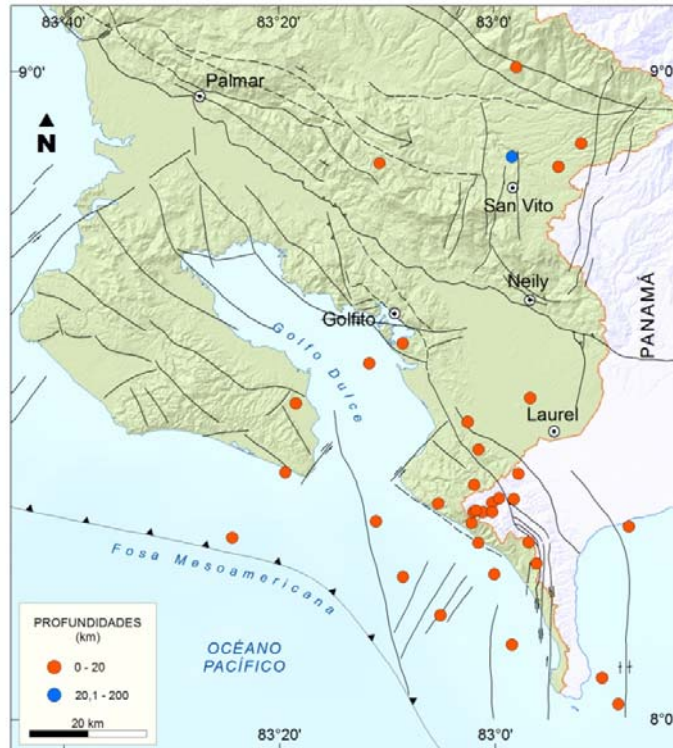 83°40'
83°20'
83°0'
9°0'
9°0'
Palmar
N
San Vito
Neily
PANAMÁ
Golfito
Golfo Dulce
Laurel
Fosa Mesoamericana
OCÉANO
PACÍFICO
PROFUNDIDADES
(km)
0 - 20
20,1 - 200
20 km
83°20'
83°0'
8°0'